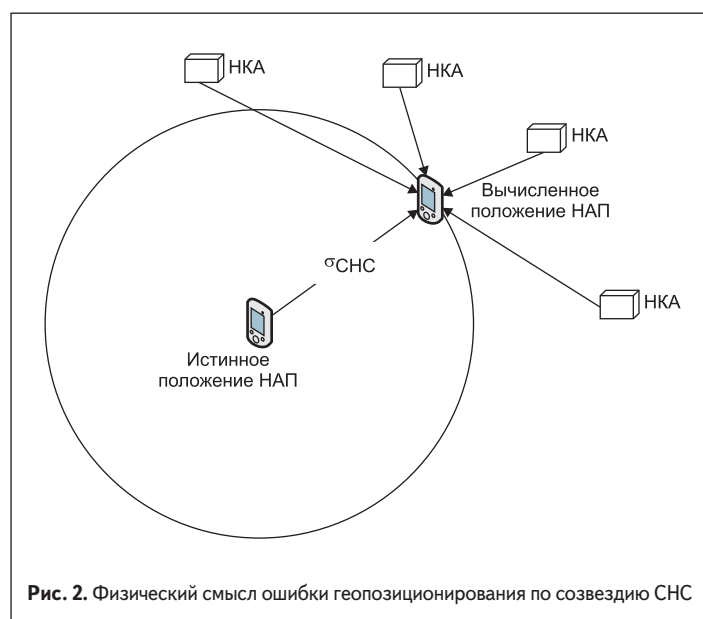 НКА
НКА
НКА
Вычисленное
положение НАП
σСНС
НКА
Истинное
положение НАП
Рис. 2. Физический смысл ошибки геопозиционирования по созвездию СНС